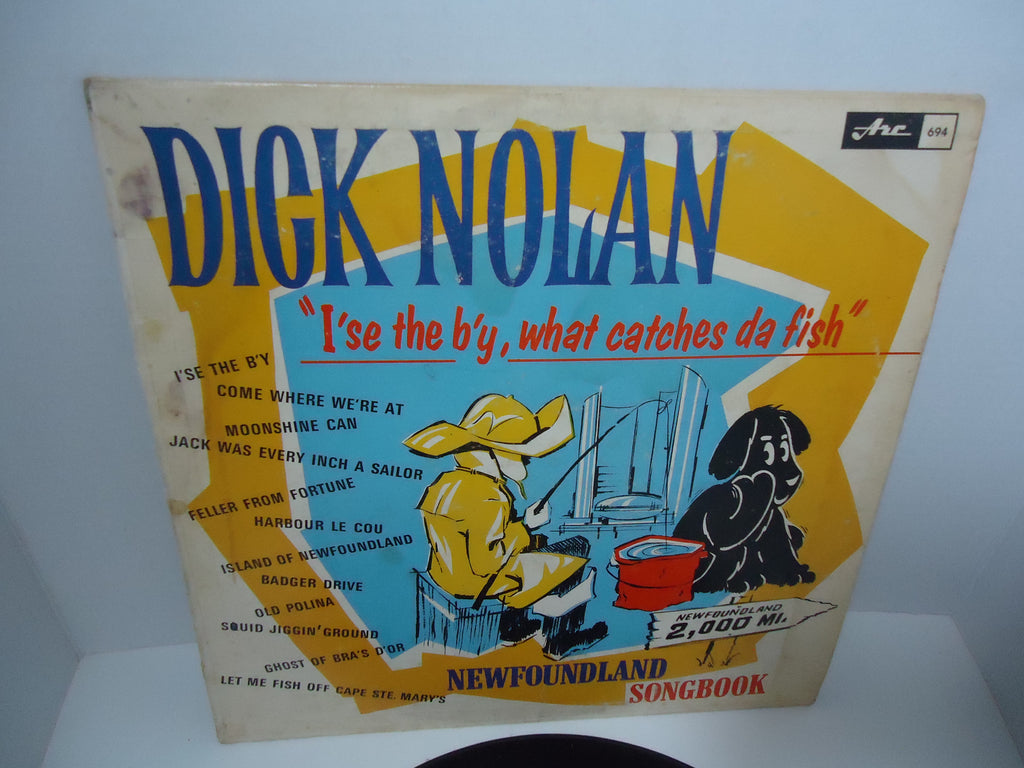 Arc 694
DICK NOLAN
"I'se the b'y, what catches da fish"
I'SE THE B'Y
COME WHERE WE'RE AT
MOONSHINE CAN
JACK WAS EVERY INCH A SAILOR
FELLER FROM FORTUNE
HARBOUR LE COU
ISLAND OF NEWFOUNDLAND
BADGER DRIVE
OLD POLINA
SQUID JIGGIN' GROUND
GHOST OF BRA'S D'OR
LET ME FISH OFF CAPE STE. MARY'S
NEWFOUNDLAND
2,000 MI.
NEWFOUNDLAND
SONGBOOK